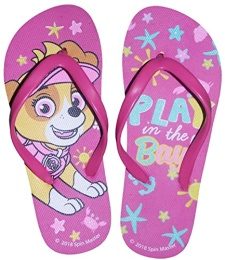 PLAY
in the
Bay
© 2018 Spin Master
© 2018 Spin Master